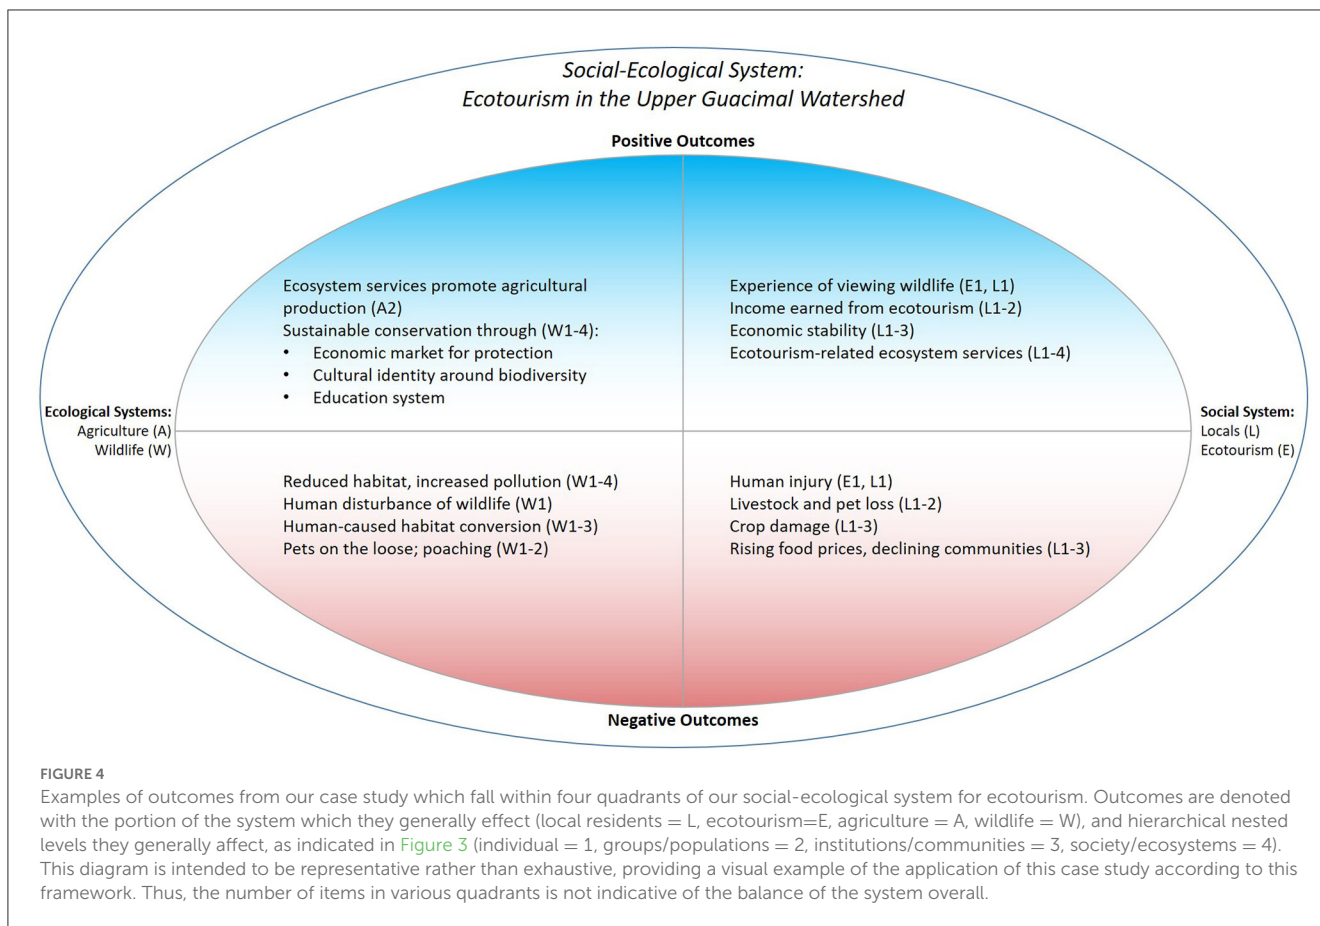 Social-Ecological System:
Ecotourism in the Upper Guacimal Watershed
Positive Outcomes
Ecosystem services promote agricultural
production (A2)
Sustainable conservation through (W1-4):
• Economic market for protection
• Cultural identity around biodiversity
• Education system
Experience of viewing wildlife (E1, L1)
Income earned from ecotourism (L1-2)
Economic stability (L1-3)
Ecotourism-related ecosystem services (L1-4)
Ecological Systems:
Agriculture (A)
Wildlife (W)
Social System:
Locals (L)
Ecotourism (E)
Reduced habitat, increased pollution (W1-4)
Human disturbance of wildlife (W1)
Human-caused habitat conversion (W1-3)
Pets on the loose; poaching (W1-2)
Human injury (E1, L1)
Livestock and pet loss (L1-2)
Crop damage (L1-3)
Rising food prices, declining communities (L1-3)
Negative Outcomes
FIGURE 4
Examples of outcomes from our case study which fall within four quadrants of our social-ecological system for ecotourism. Outcomes are denoted
with the portion of the system which they generally effect (local residents = L, ecotourism=E, agriculture = A, wildlife = W), and hierarchical nested
levels they generally affect, as indicated in Figure 3 (individual = 1, groups/populations = 2, institutions/communities = 3, society/ecosystems = 4).
This diagram is intended to be representative rather than exhaustive, providing a visual example of the application of this case study according to this
framework. Thus, the number of items in various quadrants is not indicative of the balance of the system overall.